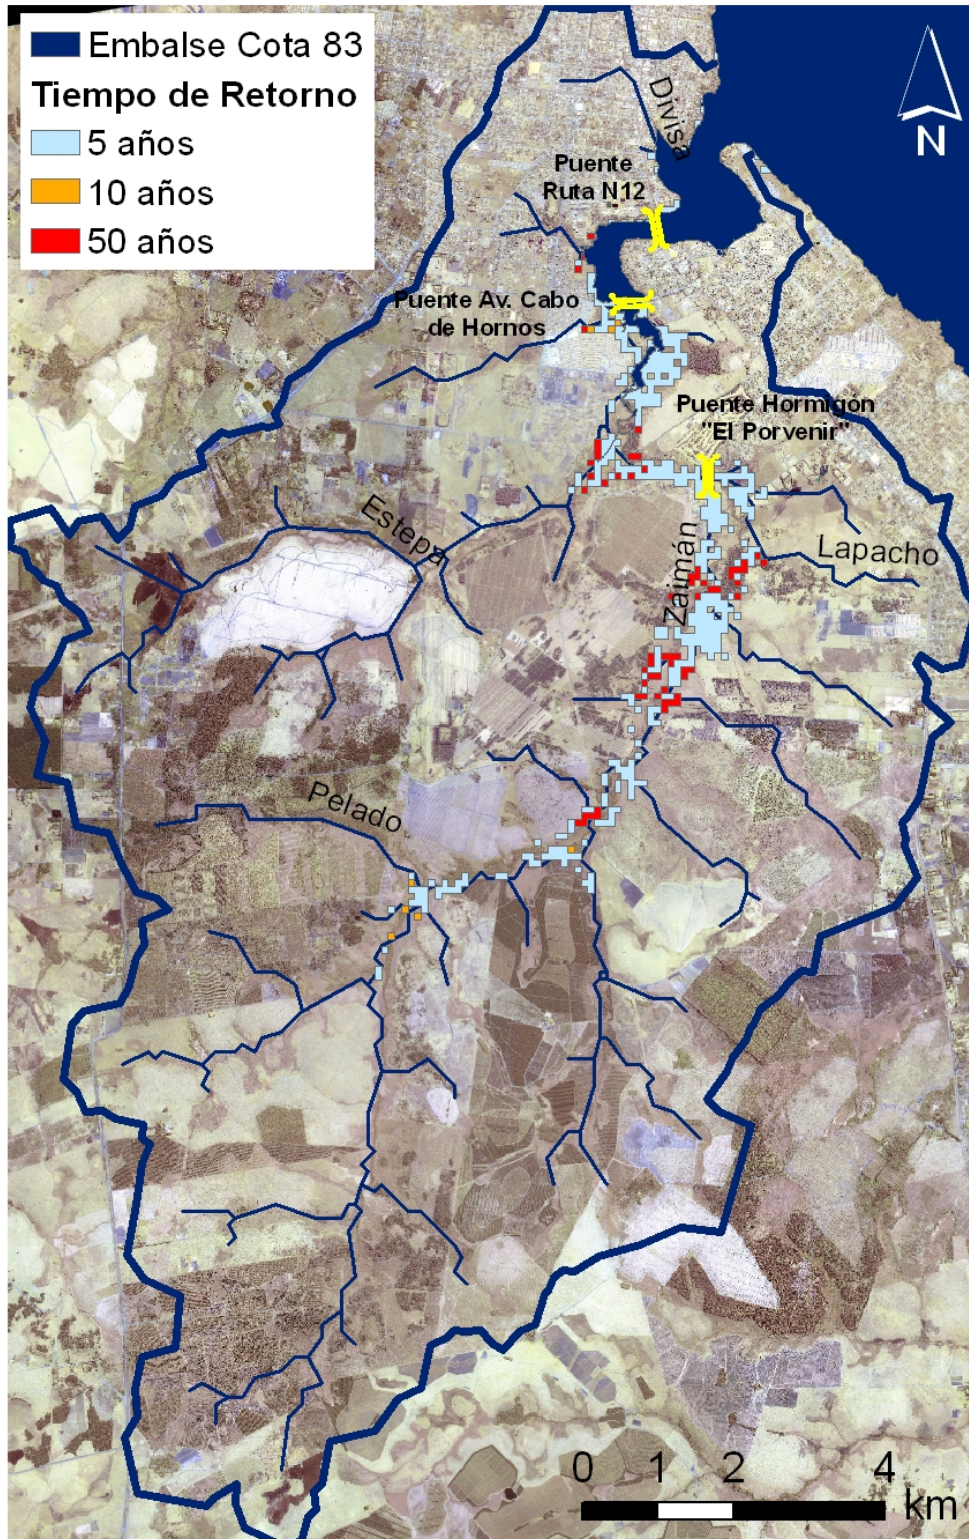 Embalse Cota 83
Tiempo de Retorno
5 años
10 años
50 años
N
Divisa
Puente
Ruta N12
Puente Av. Cabo
de Hornos
Puente Hormigón
"El Porvenir"
Estepa
Zaimán
Lapacho
Pelado
0 1 2 4
km